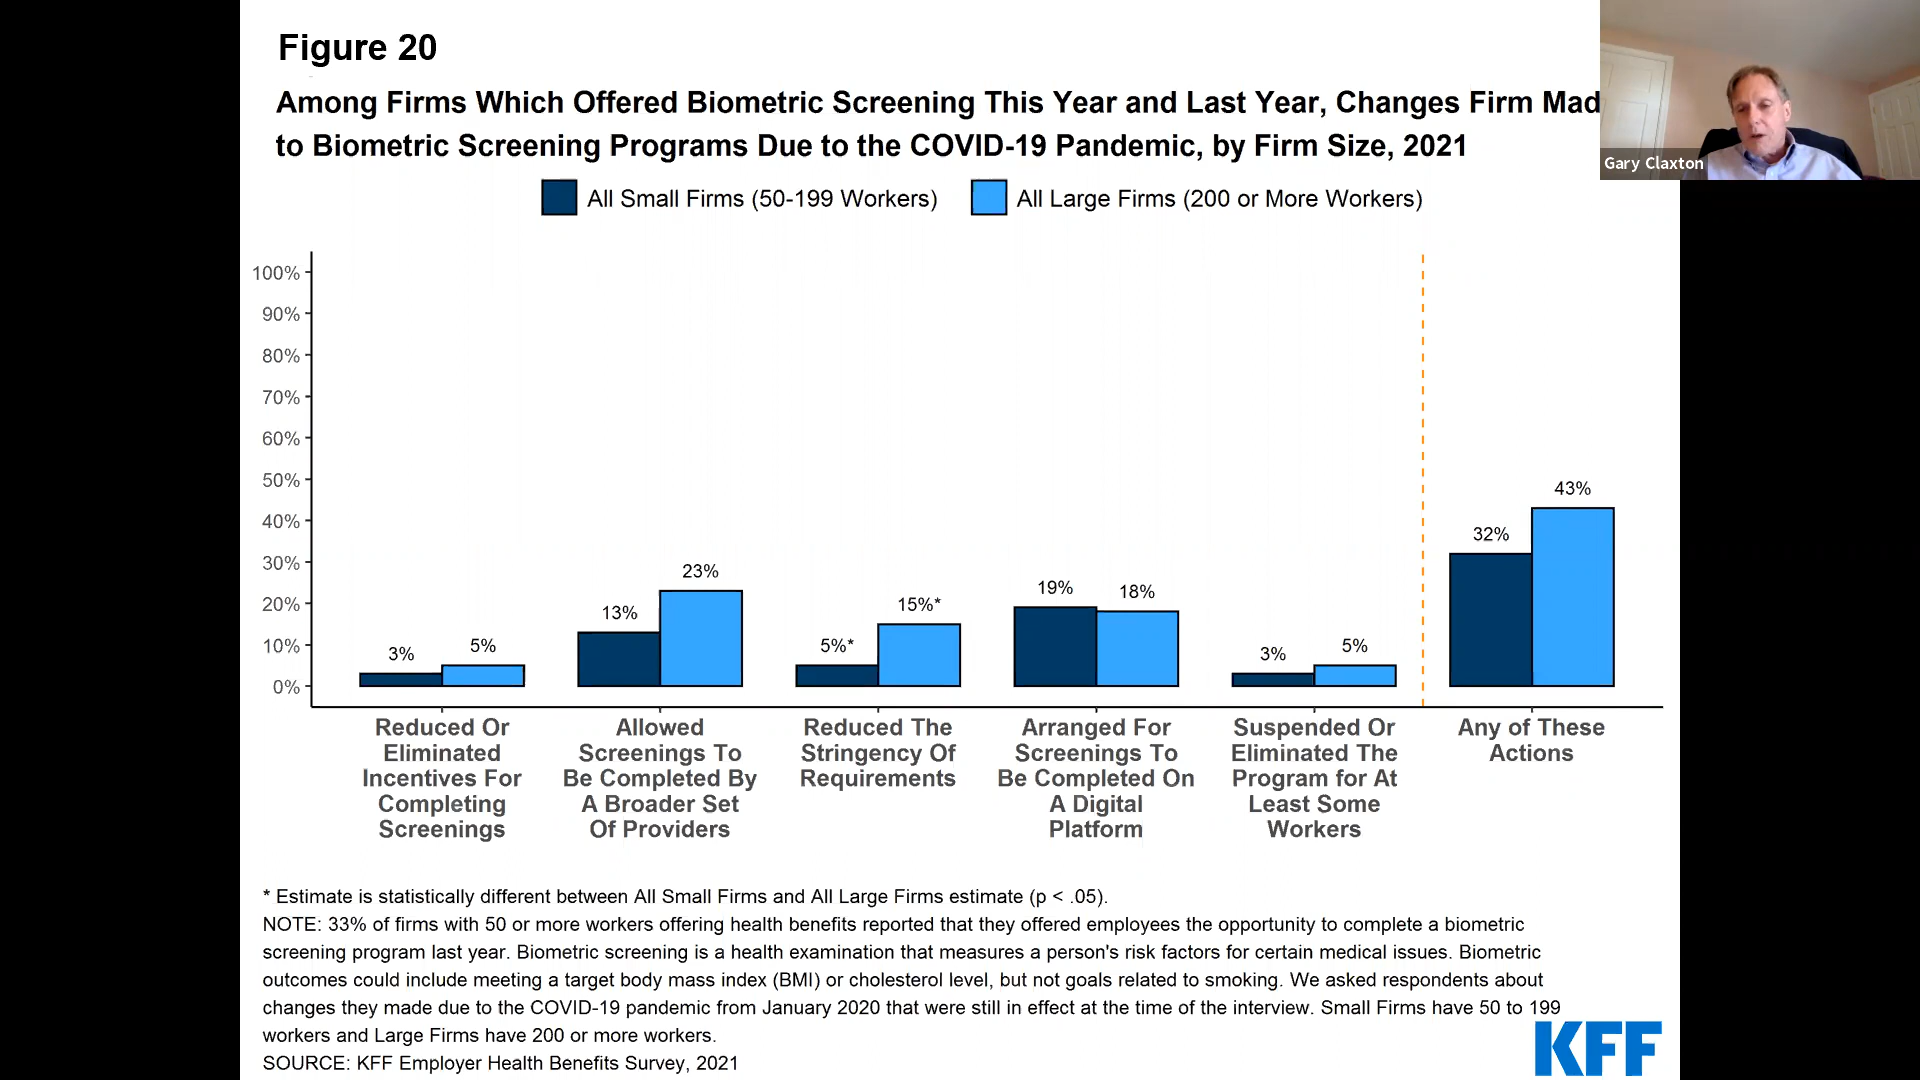 Figure 20
Among Firms Which Offered Biometric Screening This Year and Last Year, Changes Firm Mad
to Biometric Screening Programs Due to the COVID-19 Pandemic, by Firm Size, 2021
Gary Claxton
All Small Firms (50-199 Workers)
All Large Firms (200 or More Workers)
100%
90%
80%
70%
60%
50%
40%
30%
20%
10%
0%
3%
5%
13%
23%
5%*
15%*
19%
18%
3%
5%
32%
43%
Reduced Or
Eliminated
Incentives For
Completing
Screenings
Allowed
Screenings To
Be Completed By
A Broader Set
Of Providers
Reduced The
Stringency Of
Requirements
Arranged For
Screenings To
Be Completed On
A Digital
Platform
Suspended Or
Eliminated The
Program for At
Least Some
Workers
Any of These
Actions
* Estimate is statistically different between All Small Firms and All Large Firms estimate (p < .05).
NOTE: 33% of firms with 50 or more workers offering health benefits reported that they offered employees the opportunity to complete a biometric
screening program last year. Biometric screening is a health examination that measures a person's risk factors for certain medical issues. Biometric
outcomes could include meeting a target body mass index (BMI) or cholesterol level, but not goals related to smoking. We asked respondents about
changes they made due to the COVID-19 pandemic from January 2020 that were still in effect at the time of the interview. Small Firms have 50 to 199
workers and Large Firms have 200 or more workers.
SOURCE: KFF Employer Health Benefits Survey, 2021
KFF